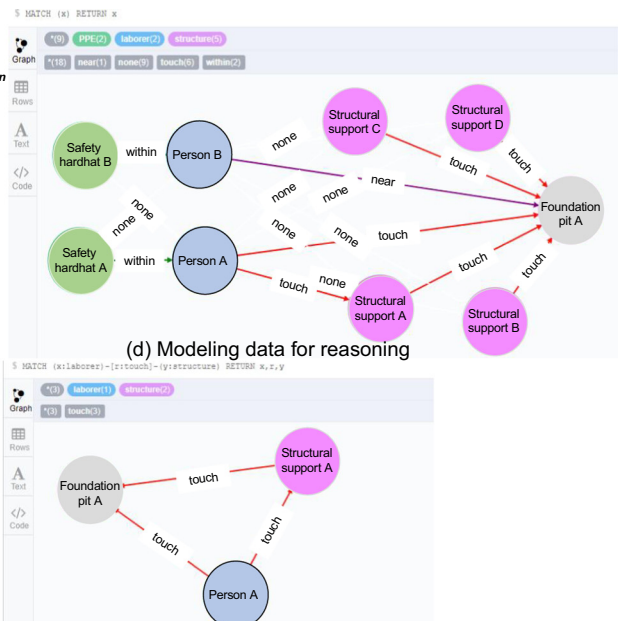 $ MATCH (x) RETURN x
*(9) PPE(2) laborer(2) structure(5)
*(18) near(1) none(9) touch(6) within(2)
Graph
Rows
Text
Code
n
Safety
hardhat B
within
Person B
none
Structural
support C
Structural
support D
touch
touch
near
none
none
none
none
Foundation
pit A
Safety
hardhat A
within
Person A
none
none
touch
touch
none
Structural
support A
touch
touch
Structural
support B
(d) Modeling data for reasoning
$ MATCH (x:laborer)-[r:touch]-(y:structure) RETURN x,r,y
*(3) laborer(1) structure(2)
*(3) touch(3)
Graph
Rows
Text
Code
Foundation
pit A
touch
Structural
support A
touch
touch
Person A